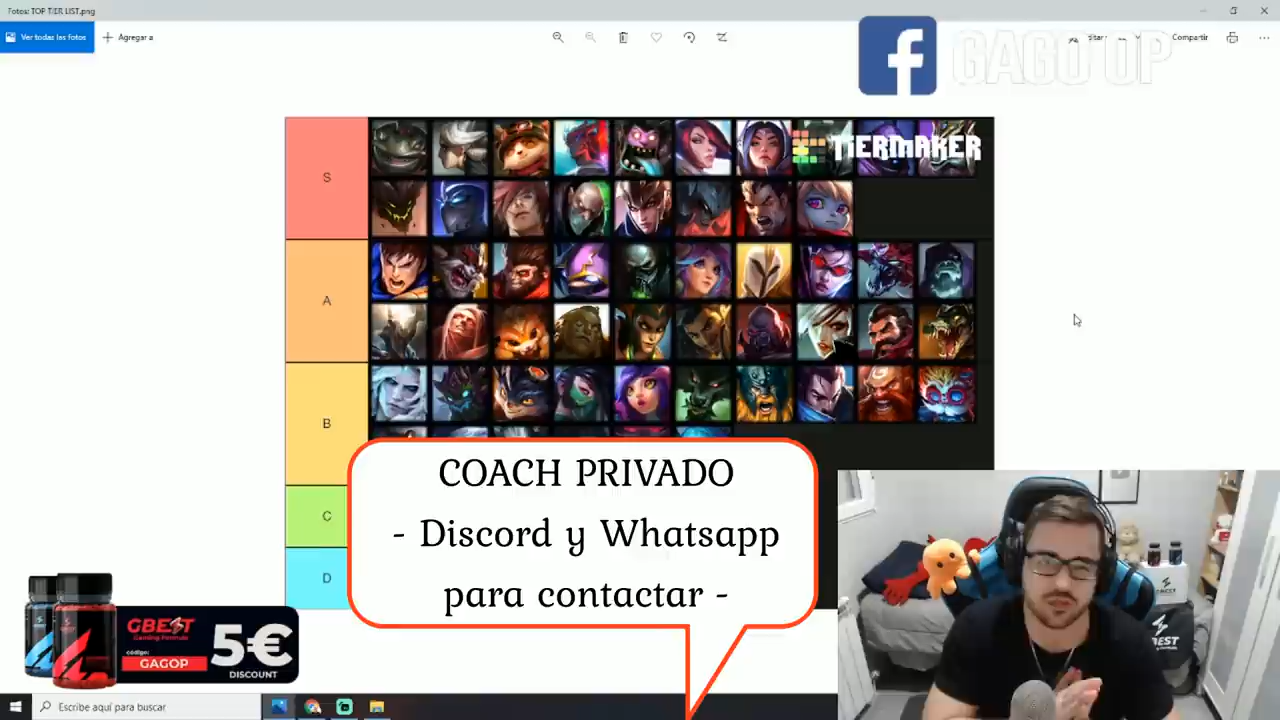 Fotos: TOP TIER LIST.png
Ver todas las fotos
Agregar a
Compartir
GAGO OP
TiERMAKER
S
A
B
C
D
COACH PRIVADO
- Discord y Whatsapp
para contactar -
GBEST
Gaming Formula
código:
GAGOP
5€
DISCOUNT
GBEST
Escribe aquí para buscar